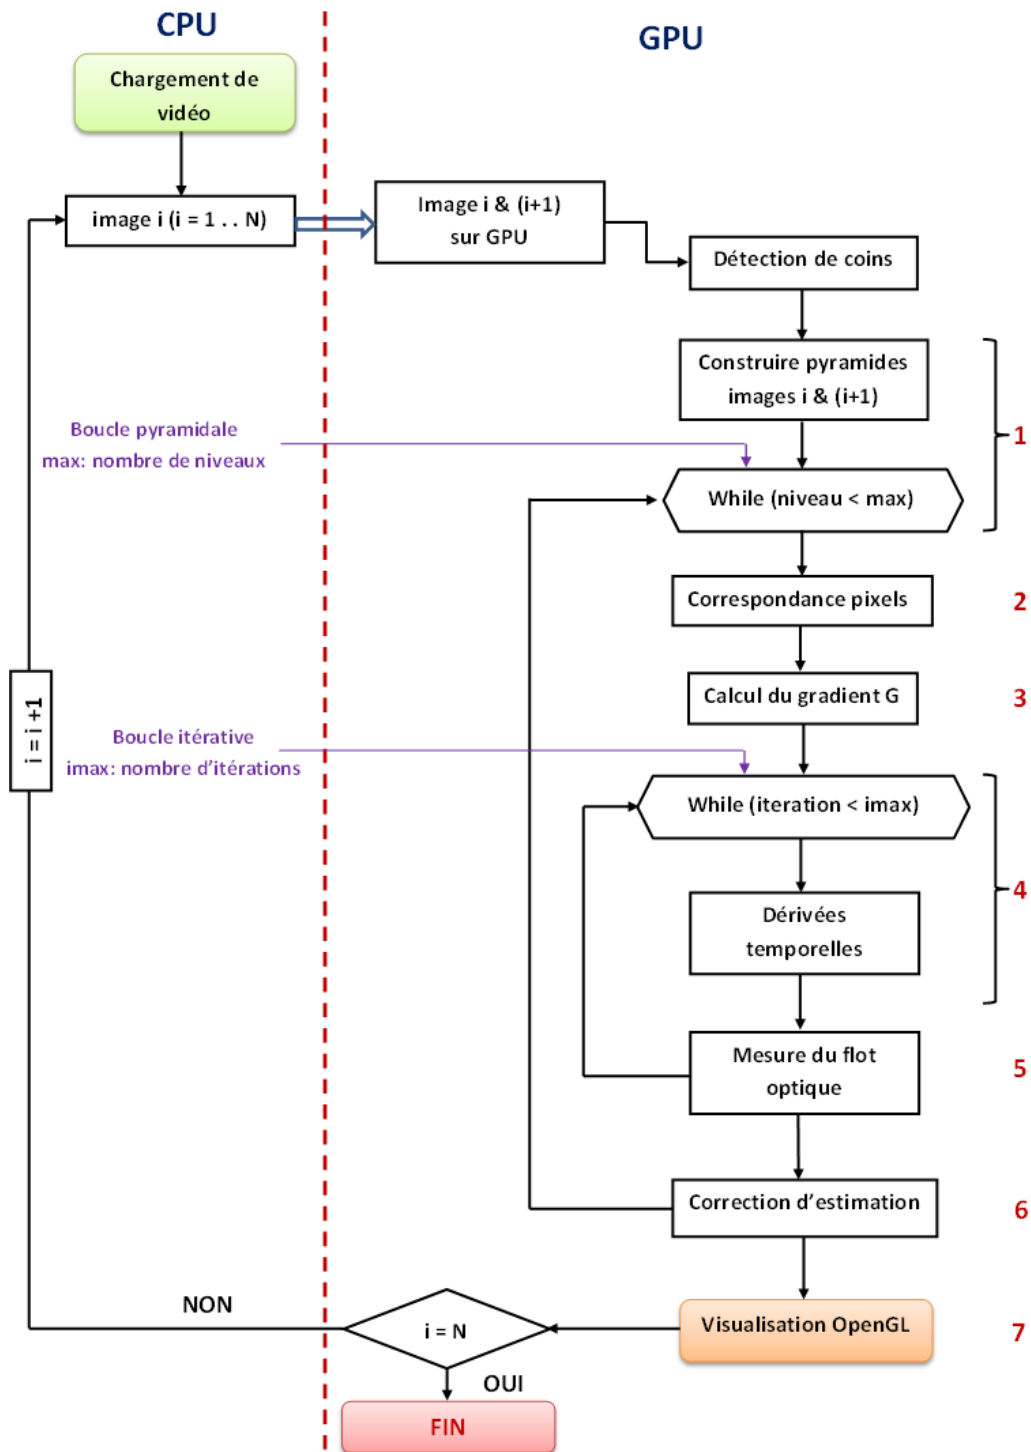 CPU
GPU
Chargement de
vidéo
image i (i = 1 . . N)
Image i & (i+1)
sur GPU
Détection de coins
Construire pyramides
images i & (i+1)
1
Boucle pyramidale
max: nombre de niveaux
While (niveau < max)
Correspondance pixels
2
Calcul du gradient G
3
i = i +1
Boucle itérative
imax: nombre d’itérations
While (iteration < imax)
4
Dérivées
temporelles
Mesure du flot
optique
5
Correction d’estimation
6
Visualisation OpenGL
7
NON
i = N
OUI
FIN